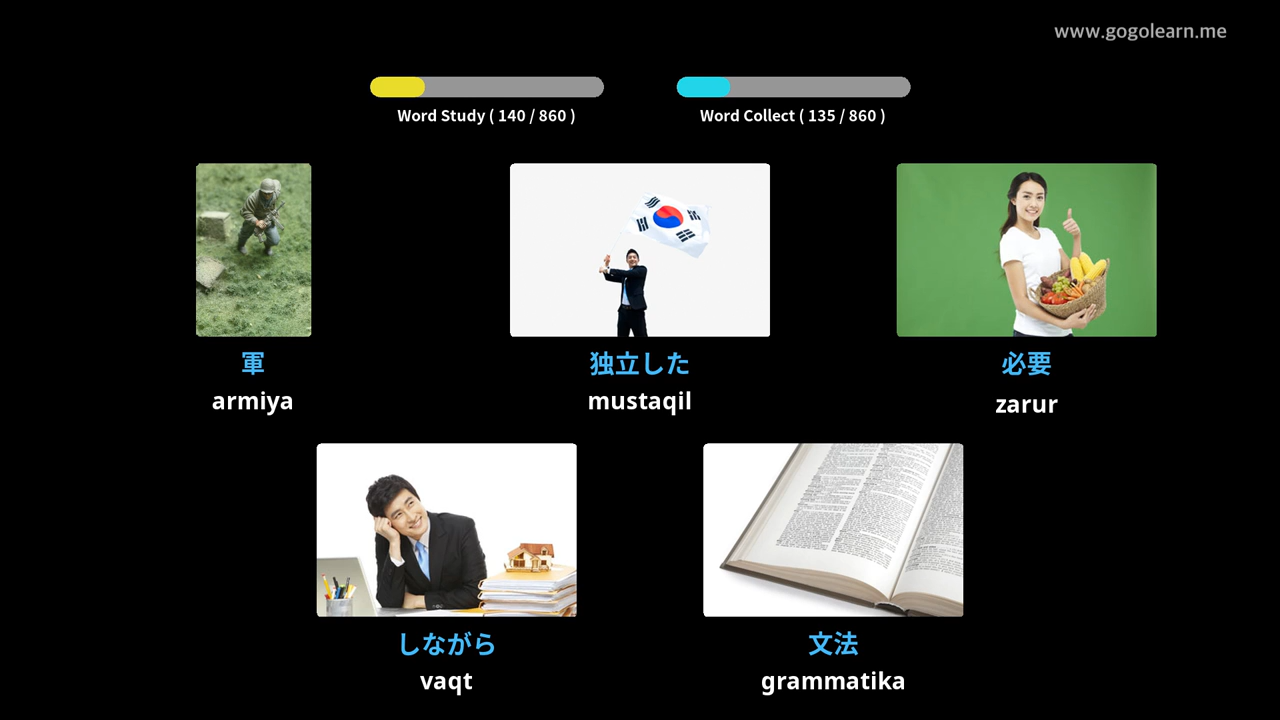 www.gogolearn.me
Word Study ( 140 / 860 )
Word Collect ( 135 / 860 )
軍
armiya
独立した
mustaqil
必要
zarur
しながら
vaqt
文法
grammatika